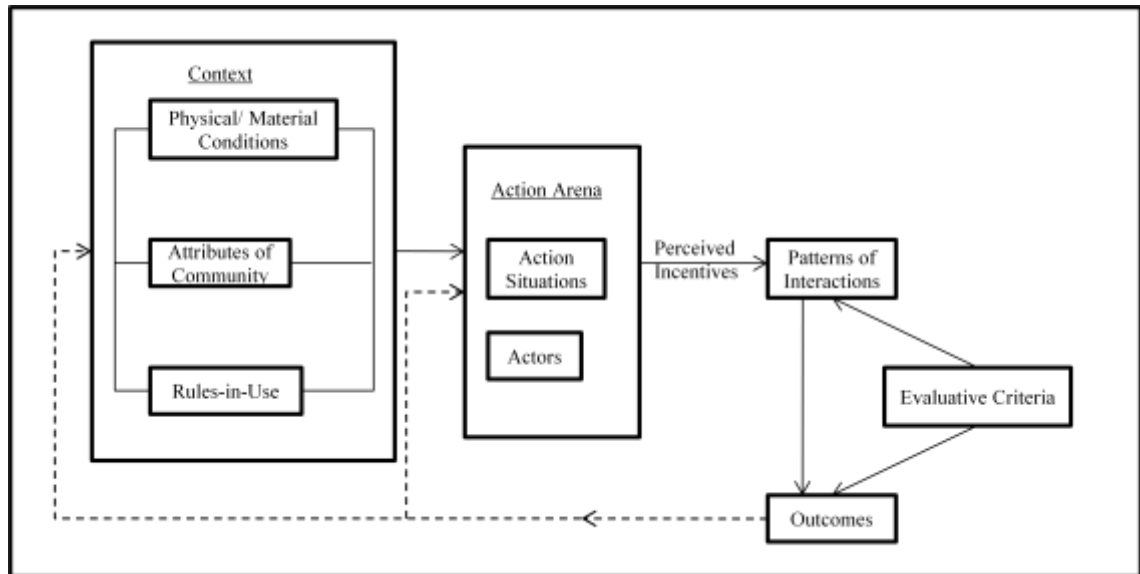 Context
Physical/ Material
Conditions
Attributes of
Community
Rules-in-Use
Action Arena
Action
Situations
Actors
Perceived
Incentives
Patterns of
Interactions
Evaluative Criteria
Outcomes